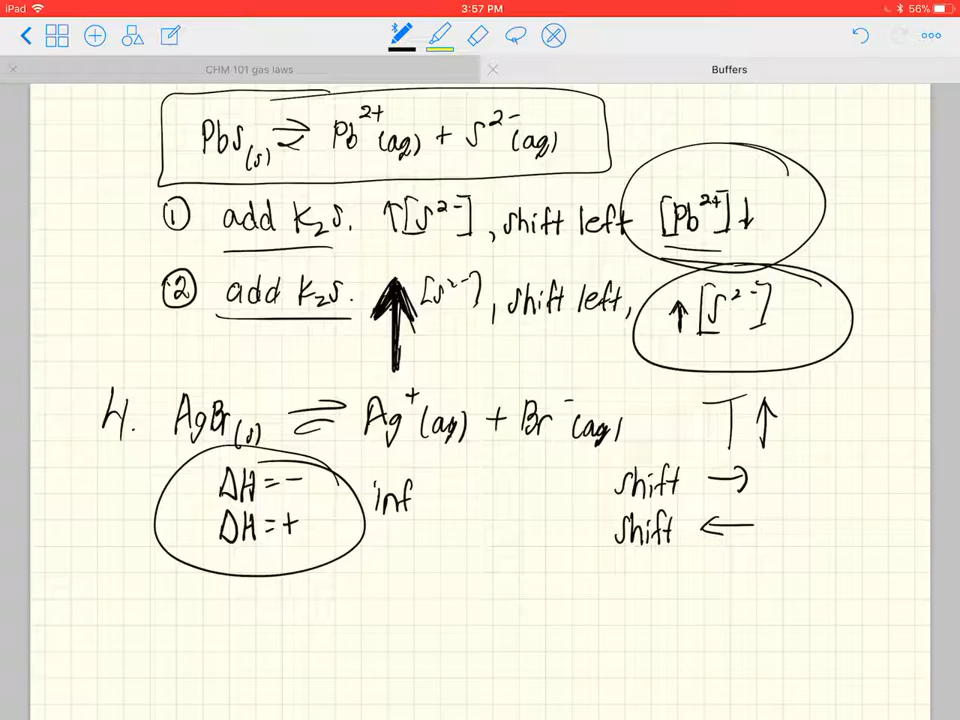 iPad 3:57 PM 56%
CHM 101 gas laws Buffers
PbS(s) ⇌ Pb²⁺(aq) + S²⁻(aq)
① add K₂S. ↑[S²⁻], shift left [Pb²⁺]↓
② add K₂S. ↑ [S²⁻], shift left, ↑[S²⁻]
4. AgBr(s) ⇌ Ag⁺(aq) + Br⁻(aq) T↑
ΔH = − inf shift →
ΔH = + shift ←